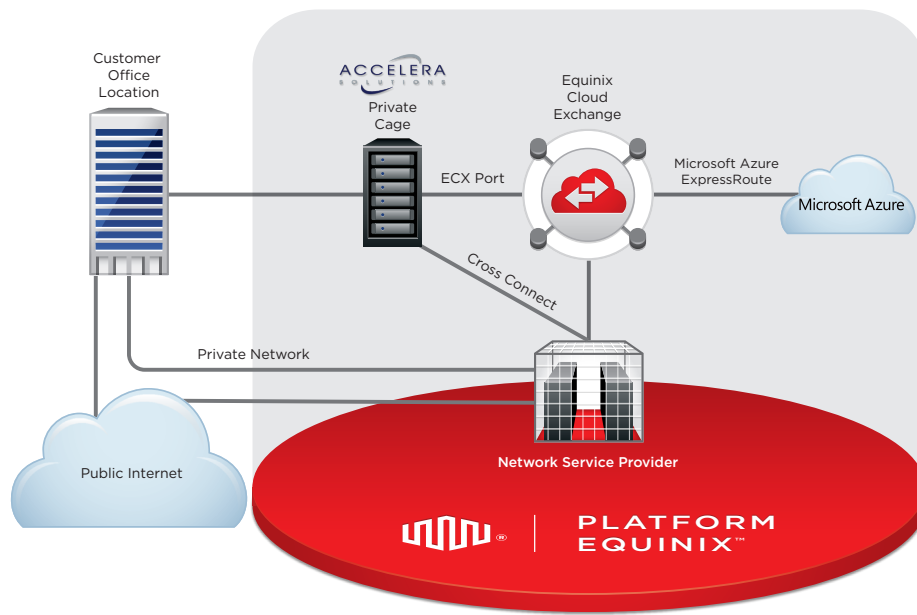 Customer
Office
Location
ACCELERA
SOLUTIONS
Private
Cage
Equinix
Cloud
Exchange
ECX Port
Microsoft Azure
ExpressRoute
Microsoft Azure
Cross Connect
Private Network
Public Internet
Network Service Provider
®
PLATFORM
EQUINIX™